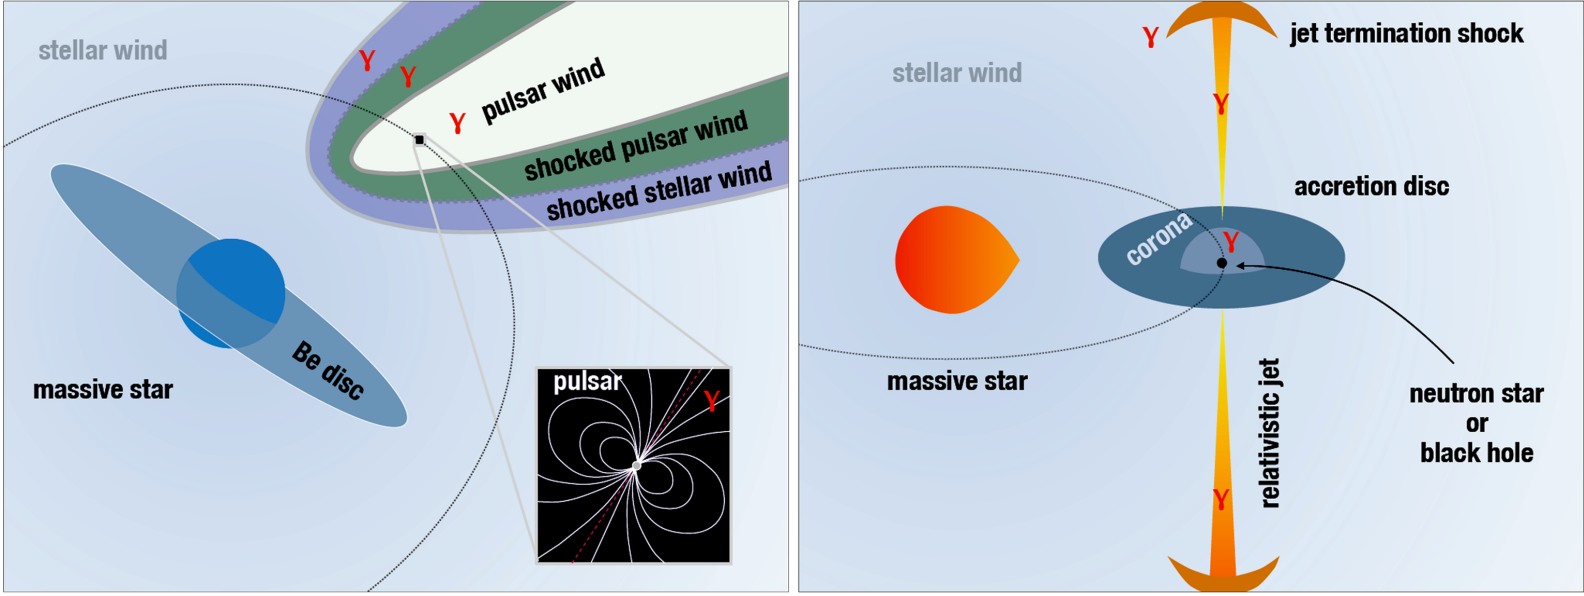 stellar wind
γ
γ
γ
pulsar wind
shocked pulsar wind
shocked stellar wind
Be disc
massive star
pulsar
γ
γ
jet termination shock
stellar wind
γ
accretion disc
corona
γ
massive star
relativistic jet
neutron star
or
black hole
γ